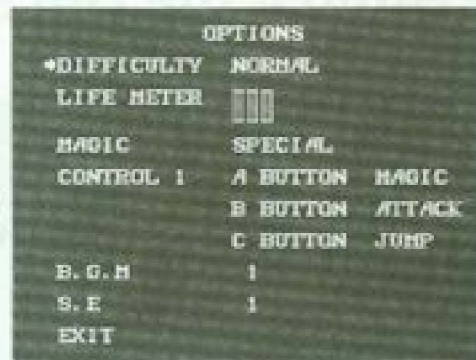 OPTIONS
DIFFICULTY NORMAL
LIFE METER
MAGIC SPECIAL
CONTROL 1 A BUTTON MAGIC
B BUTTON ATTACK
C BUTTON JUMP
B.G.M 1
S.E 1
EXIT